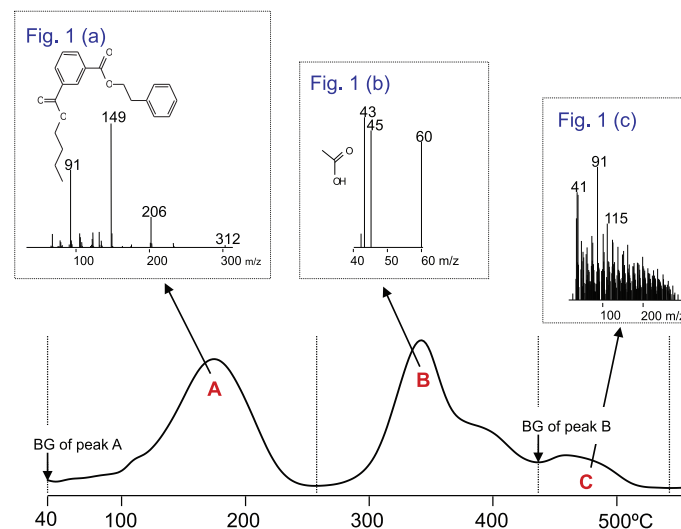 Fig. 1 (a)
O
O
O
O
149
91
206
312
100
200
300 m/z
Fig. 1 (b)
43
45
60
O
OH
40
60 m/z
Fig. 1 (c)
91
41
115
100
200 m/z
A
B
C
BG of peak A
BG of peak B
40
100
200
300
400
500ºC